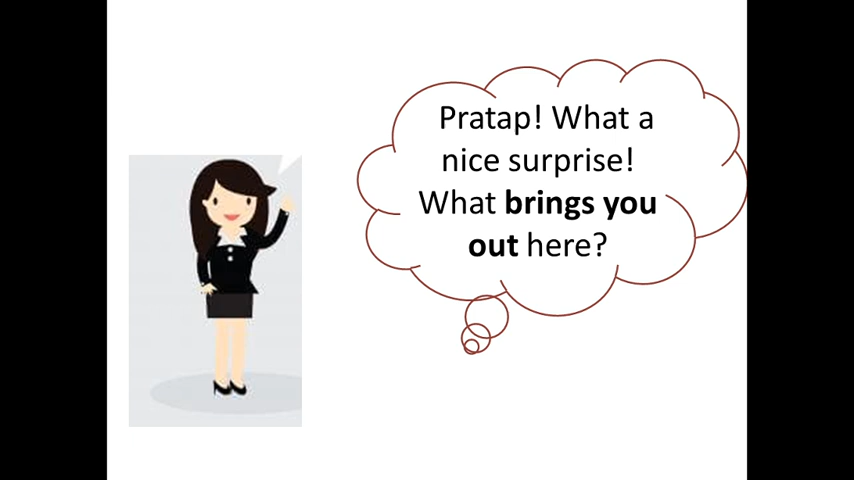 Pratap! What a
nice surprise!
What brings you
out here?